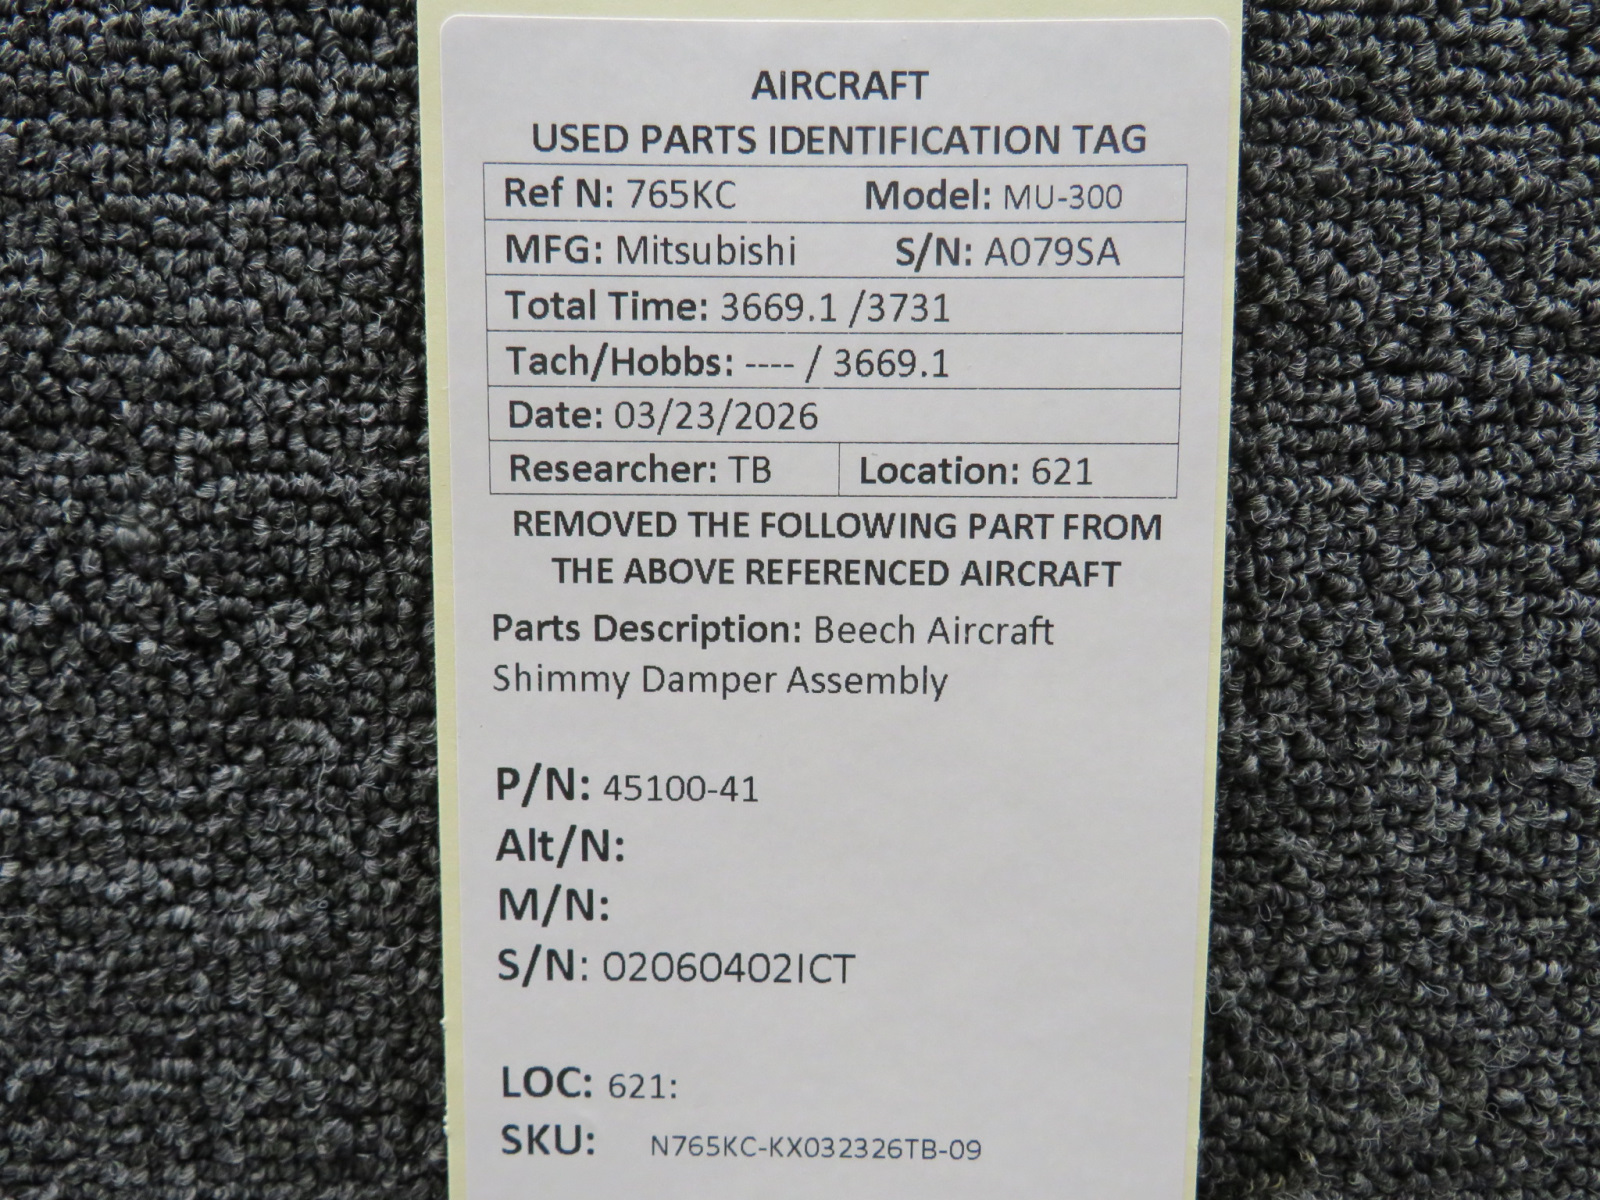 AIRCRAFT
USED PARTS IDENTIFICATION TAG
Ref N: 765KC Model: MU-300
MFG: Mitsubishi S/N: A079SA
Total Time: 3669.1 /3731
Tach/Hobbs: ---- / 3669.1
Date: 03/23/2026
Researcher: TB Location: 621
REMOVED THE FOLLOWING PART FROM
THE ABOVE REFERENCED AIRCRAFT
Parts Description: Beech Aircraft
Shimmy Damper Assembly
P/N: 45100-41
Alt/N:
M/N:
S/N: 02060402ICT
LOC: 621:
SKU: N765KC-KX032326TB-09